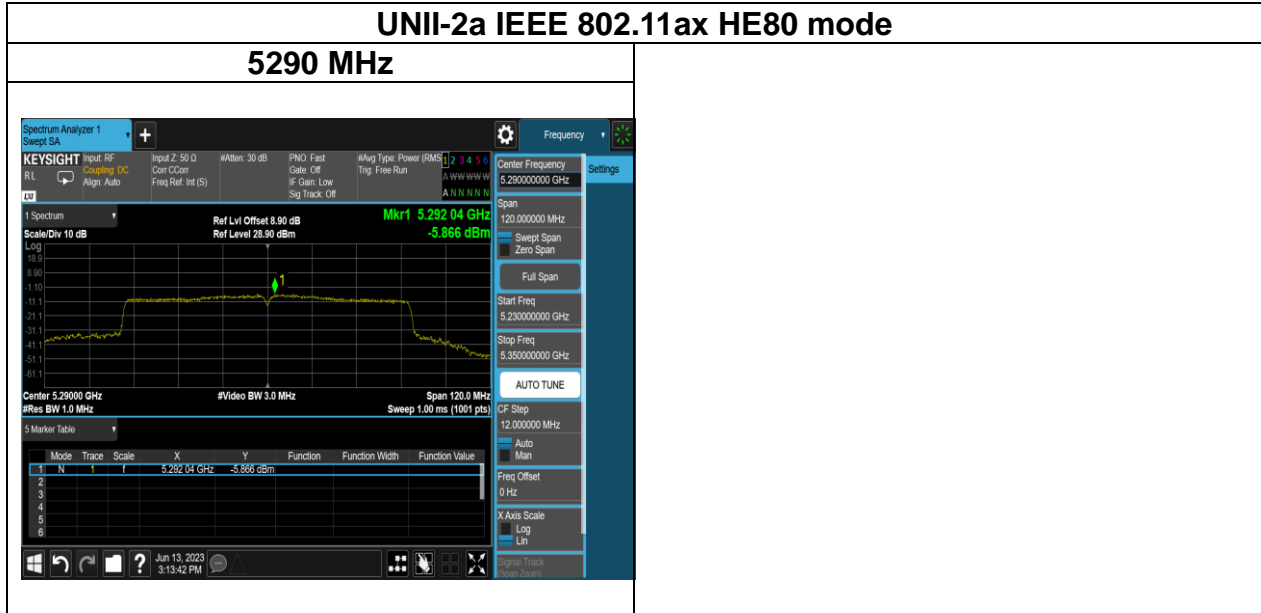 UNII-2a IEEE 802.11ax HE80 mode
5290 MHz
Spectrum Analyzer 1
Swept SA
Frequency
KEYSIGHT
RL
Input: RF
Coupling: DC
Align: Auto
Input Z: 50 Ω
Corr CCorr
Freq Ref: Int (S)
#Atten: 30 dB
PNO: Fast
Gate: Off
IF Gain: Low
Sig Track: Off
#Avg Type: Power (RMS
Trig: Free Run
1 2 3 4 5 6
A W W W W W
A N N N N N
1 Spectrum
Scale/Div 10 dB
Ref Lvl Offset 8.90 dB
Ref Level 28.90 dBm
Mkr1 5.292 04 GHz
-5.866 dBm
Log
18.9
8.90
-1.10
-11.1
-21.1
-31.1
-41.1
-51.1
-61.1
1
Center 5.29000 GHz
#Res BW 1.0 MHz
#Video BW 3.0 MHz
Span 120.0 MHz
Sweep 1.00 ms (1001 pts)
5 Marker Table
Mode Trace Scale X Y Function Function Width Function Value
1 N 1 f 5.292 04 GHz -5.866 dBm
2
3
4
5
6
Jun 13, 2023
3:13:42 PM
Center Frequency
5.290000000 GHz
Settings
Span
120.000000 MHz
Swept Span
Zero Span
Full Span
Start Freq
5.230000000 GHz
Stop Freq
5.350000000 GHz
AUTO TUNE
CF Step
12.000000 MHz
Auto
Man
Freq Offset
0 Hz
X Axis Scale
Log
Lin
Signal Track
(Span Zoom)